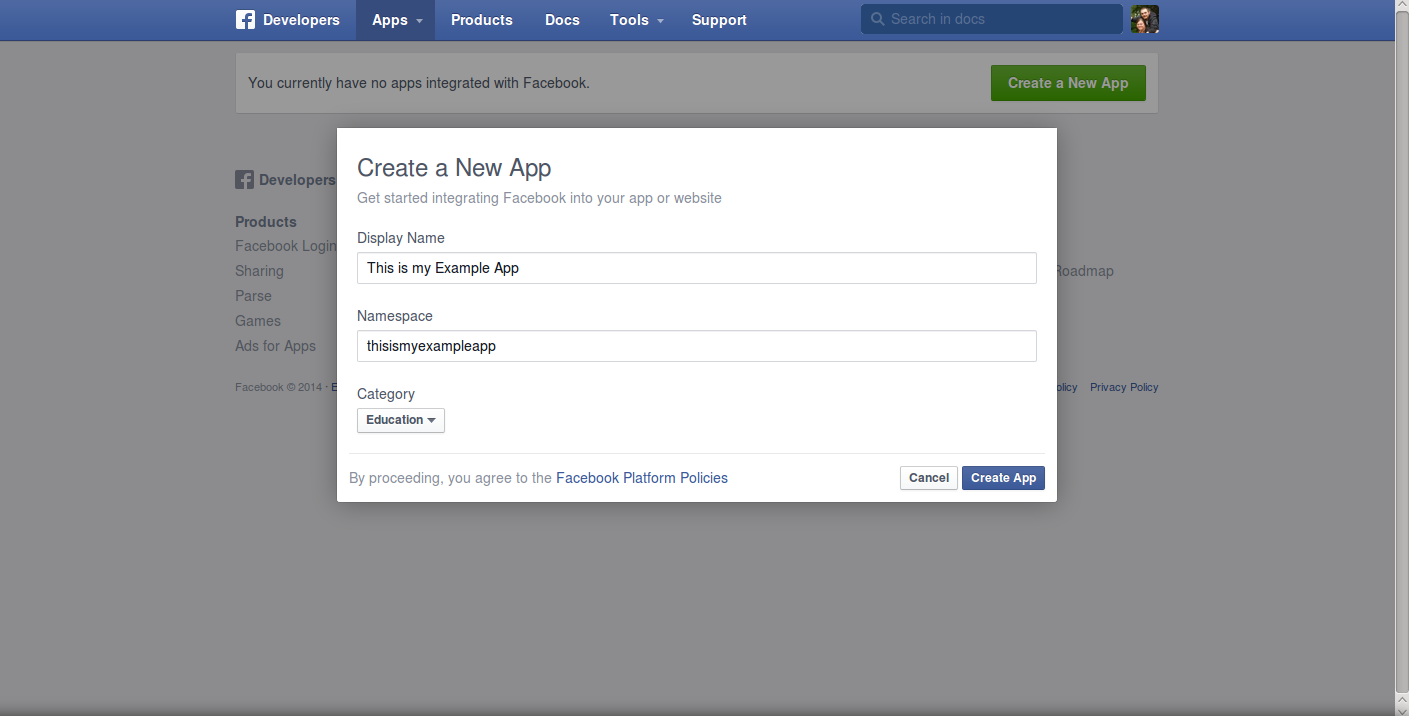 Developers Apps Products Docs Tools Support Search in docs
You currently have no apps integrated with Facebook. Create a New App
Create a New App
Get started integrating Facebook into your app or website
Display Name
This is my Example App
Namespace
thisismyexampleapp
Category
Education
By proceeding, you agree to the Facebook Platform Policies Cancel Create App
Developers
Products
Facebook Login
Sharing
Roadmap
Parse
Games
Ads for Apps
Facebook © 2014 · Privacy Policy